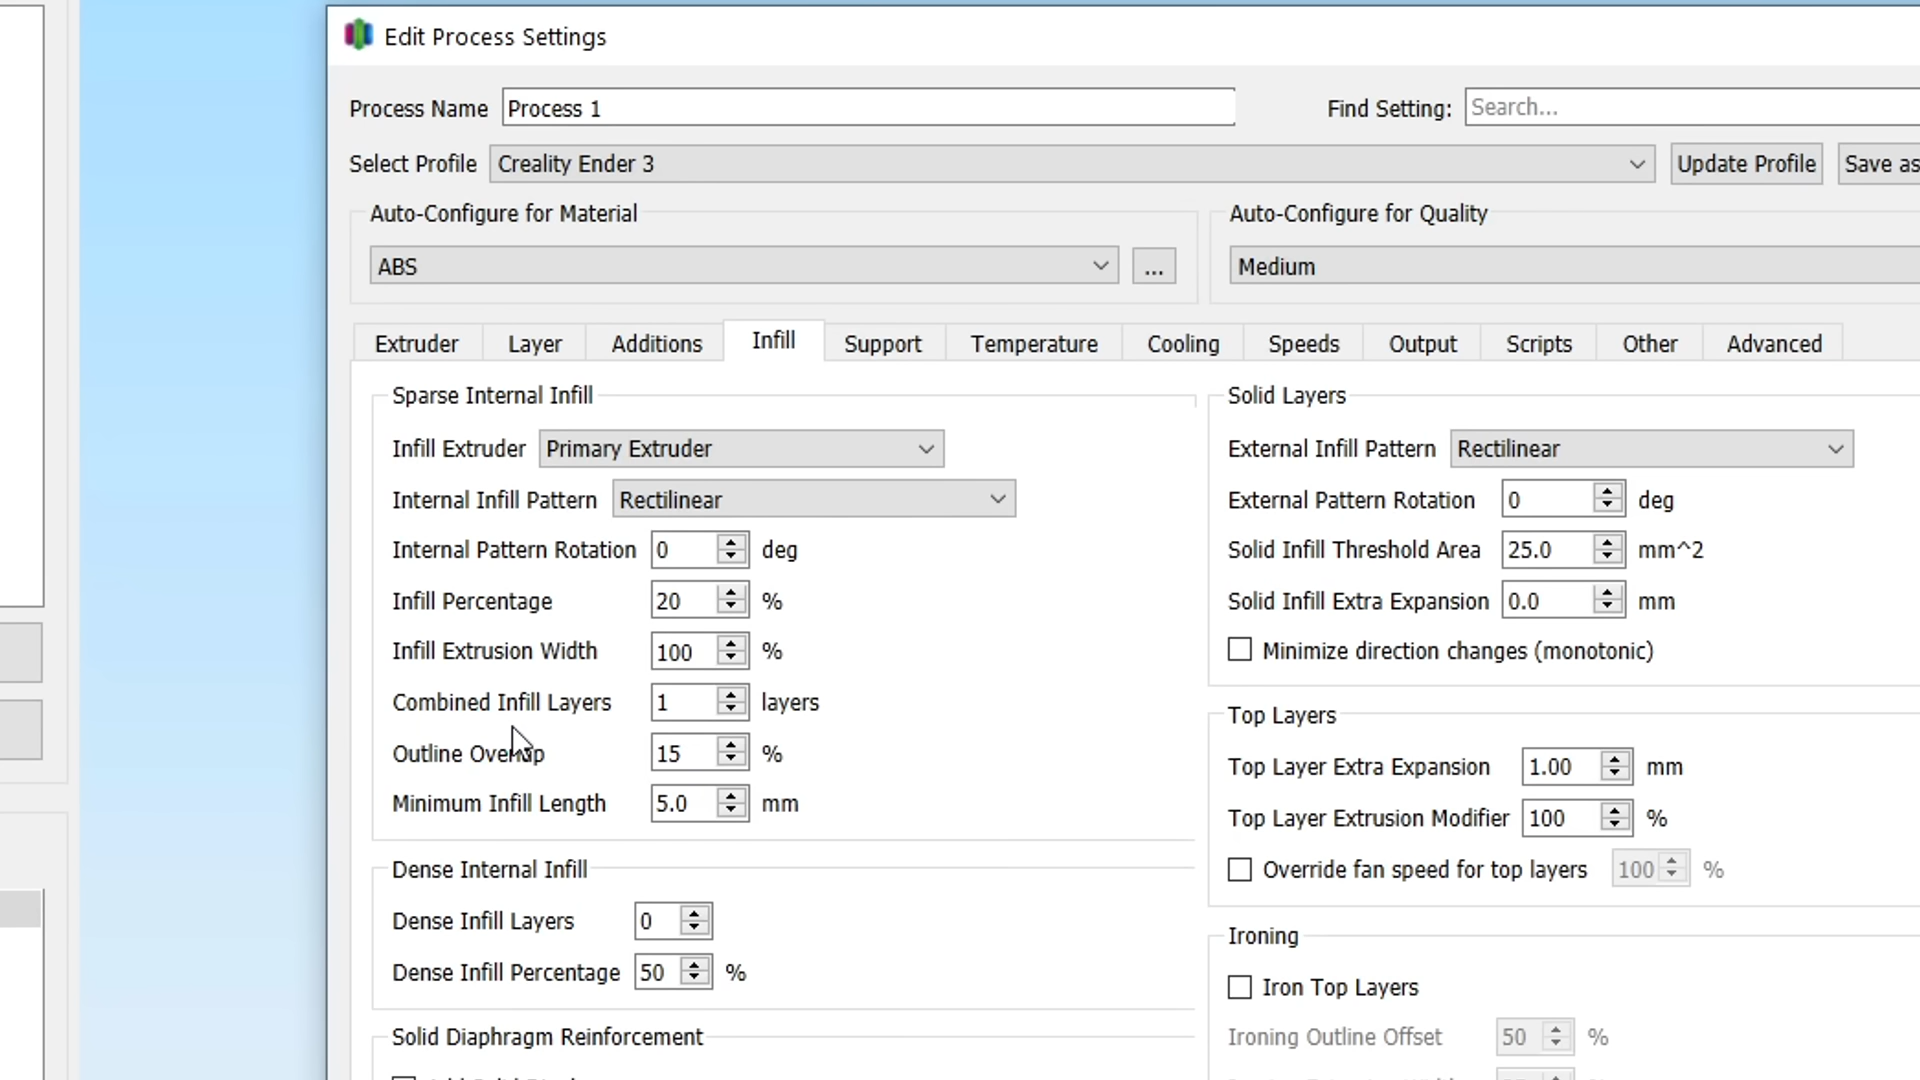 Edit Process Settings
Process Name Process 1 Find Setting: Search...
Select Profile Creality Ender 3 Update Profile Save as
Auto-Configure for Material Auto-Configure for Quality
ABS ... Medium
Extruder Layer Additions Infill Support Temperature Cooling Speeds Output Scripts Other Advanced
Sparse Internal Infill
Infill Extruder Primary Extruder
Internal Infill Pattern Rectilinear
Internal Pattern Rotation 0 deg
Infill Percentage 20 %
Infill Extrusion Width 100 %
Combined Infill Layers 1 layers
Outline Overlap 15 %
Minimum Infill Length 5.0 mm
Dense Internal Infill
Dense Infill Layers 0
Dense Infill Percentage 50 %
Solid Diaphragm Reinforcement
Solid Layers
External Infill Pattern Rectilinear
External Pattern Rotation 0 deg
Solid Infill Threshold Area 25.0 mm^2
Solid Infill Extra Expansion 0.0 mm
Minimize direction changes (monotonic)
Top Layers
Top Layer Extra Expansion 1.00 mm
Top Layer Extrusion Modifier 100 %
Override fan speed for top layers 100 %
Ironing
Iron Top Layers
Ironing Outline Offset 50 %